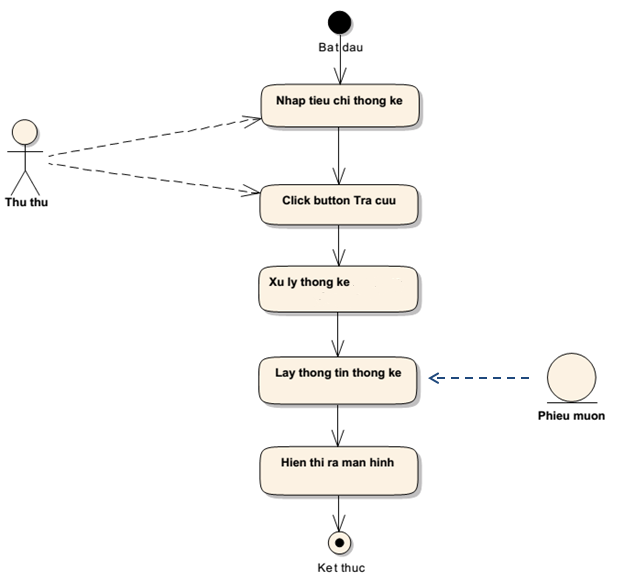 Bat dau
Nhap tieu chi thong ke
Thu thu
Click button Tra cuu
Xu ly thong ke
Lay thong tin thong ke
Phieu muon
Hien thi ra man hinh
Ket thuc